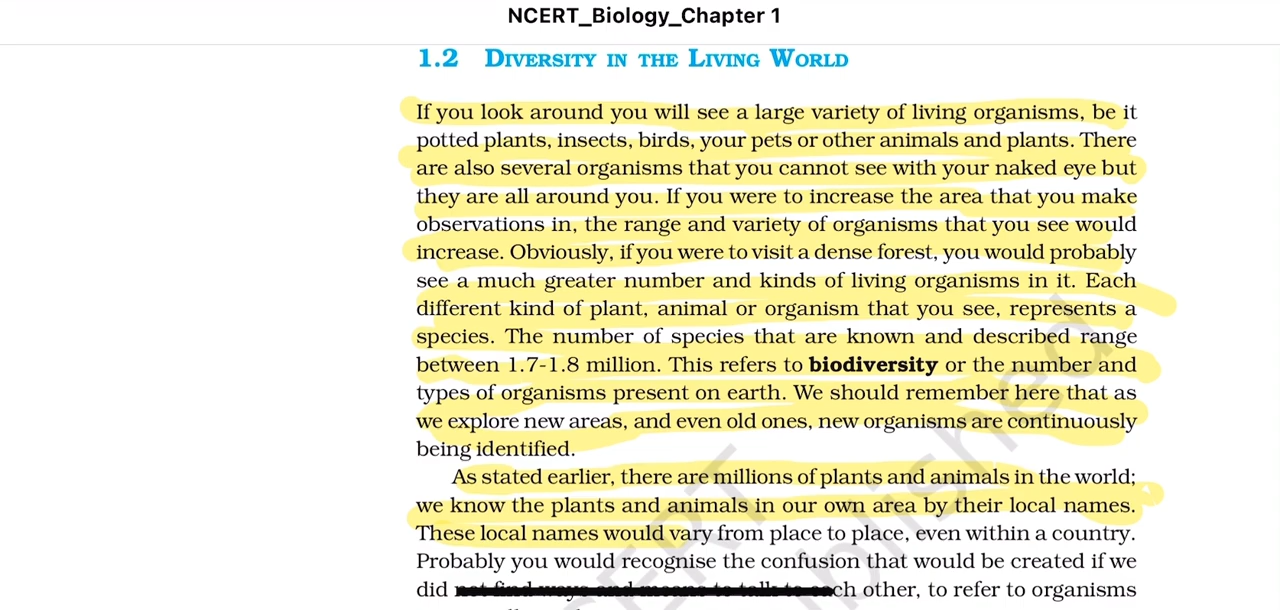 NCERT_Biology_Chapter 1
1.2 DIVERSITY IN THE LIVING WORLD
If you look around you will see a large variety of living organisms, be it
potted plants, insects, birds, your pets or other animals and plants. There
are also several organisms that you cannot see with your naked eye but
they are all around you. If you were to increase the area that you make
observations in, the range and variety of organisms that you see would
increase. Obviously, if you were to visit a dense forest, you would probably
see a much greater number and kinds of living organisms in it. Each
different kind of plant, animal or organism that you see, represents a
species. The number of species that are known and described range
between 1.7-1.8 million. This refers to biodiversity or the number and
types of organisms present on earth. We should remember here that as
we explore new areas, and even old ones, new organisms are continuously
being identified.
As stated earlier, there are millions of plants and animals in the world;
we know the plants and animals in our own area by their local names.
These local names would vary from place to place, even within a country.
Probably you would recognise the confusion that would be created if we
did other, to refer to organisms